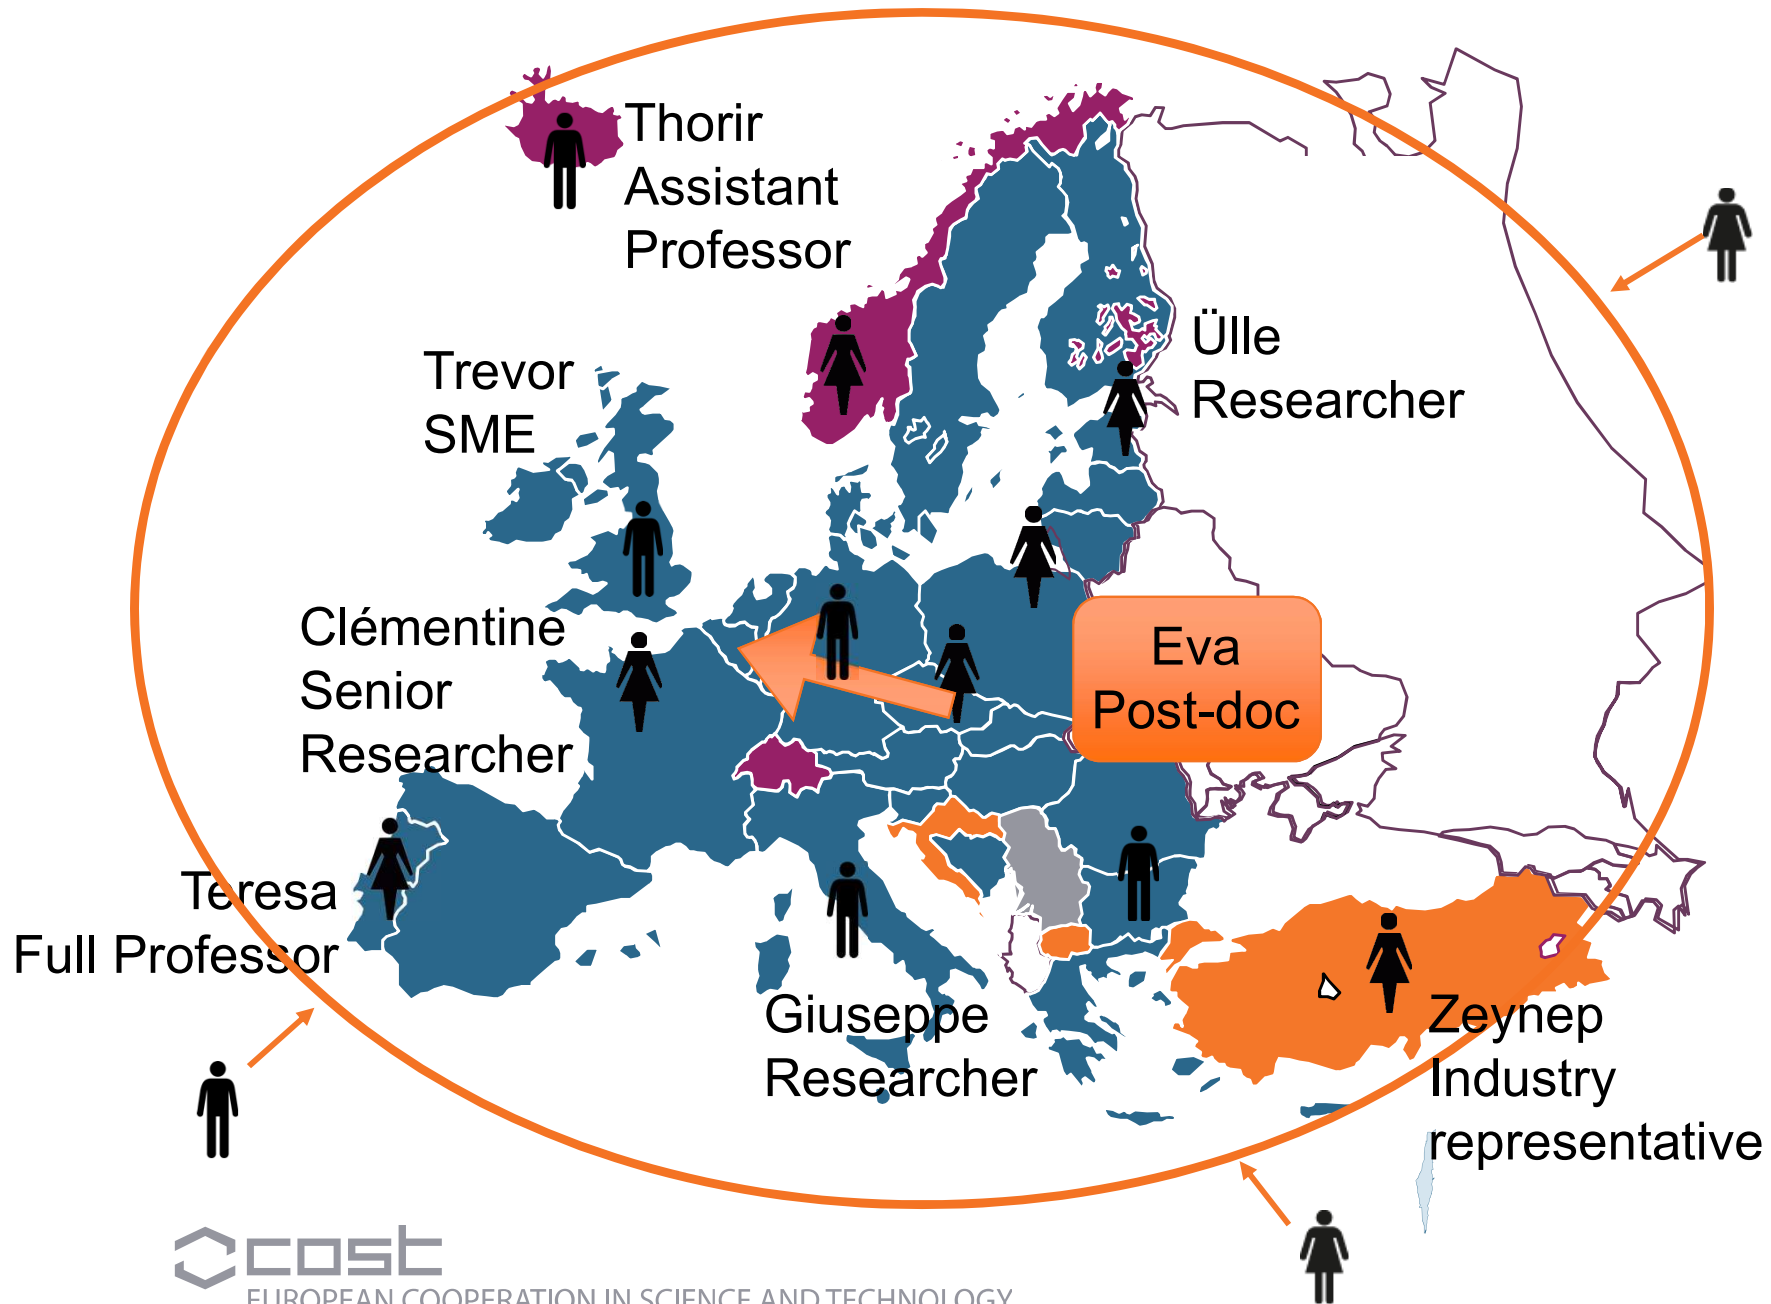 Thorir
Assistant
Professor
Ülle
Researcher
Trevor
SME
Clémentine
Senior
Researcher
Eva
Post-doc
Teresa
Full Professor
Giuseppe
Researcher
Zeynep
Industry
representative
cost
EUROPEAN COOPERATION IN SCIENCE AND TECHNOLOGY